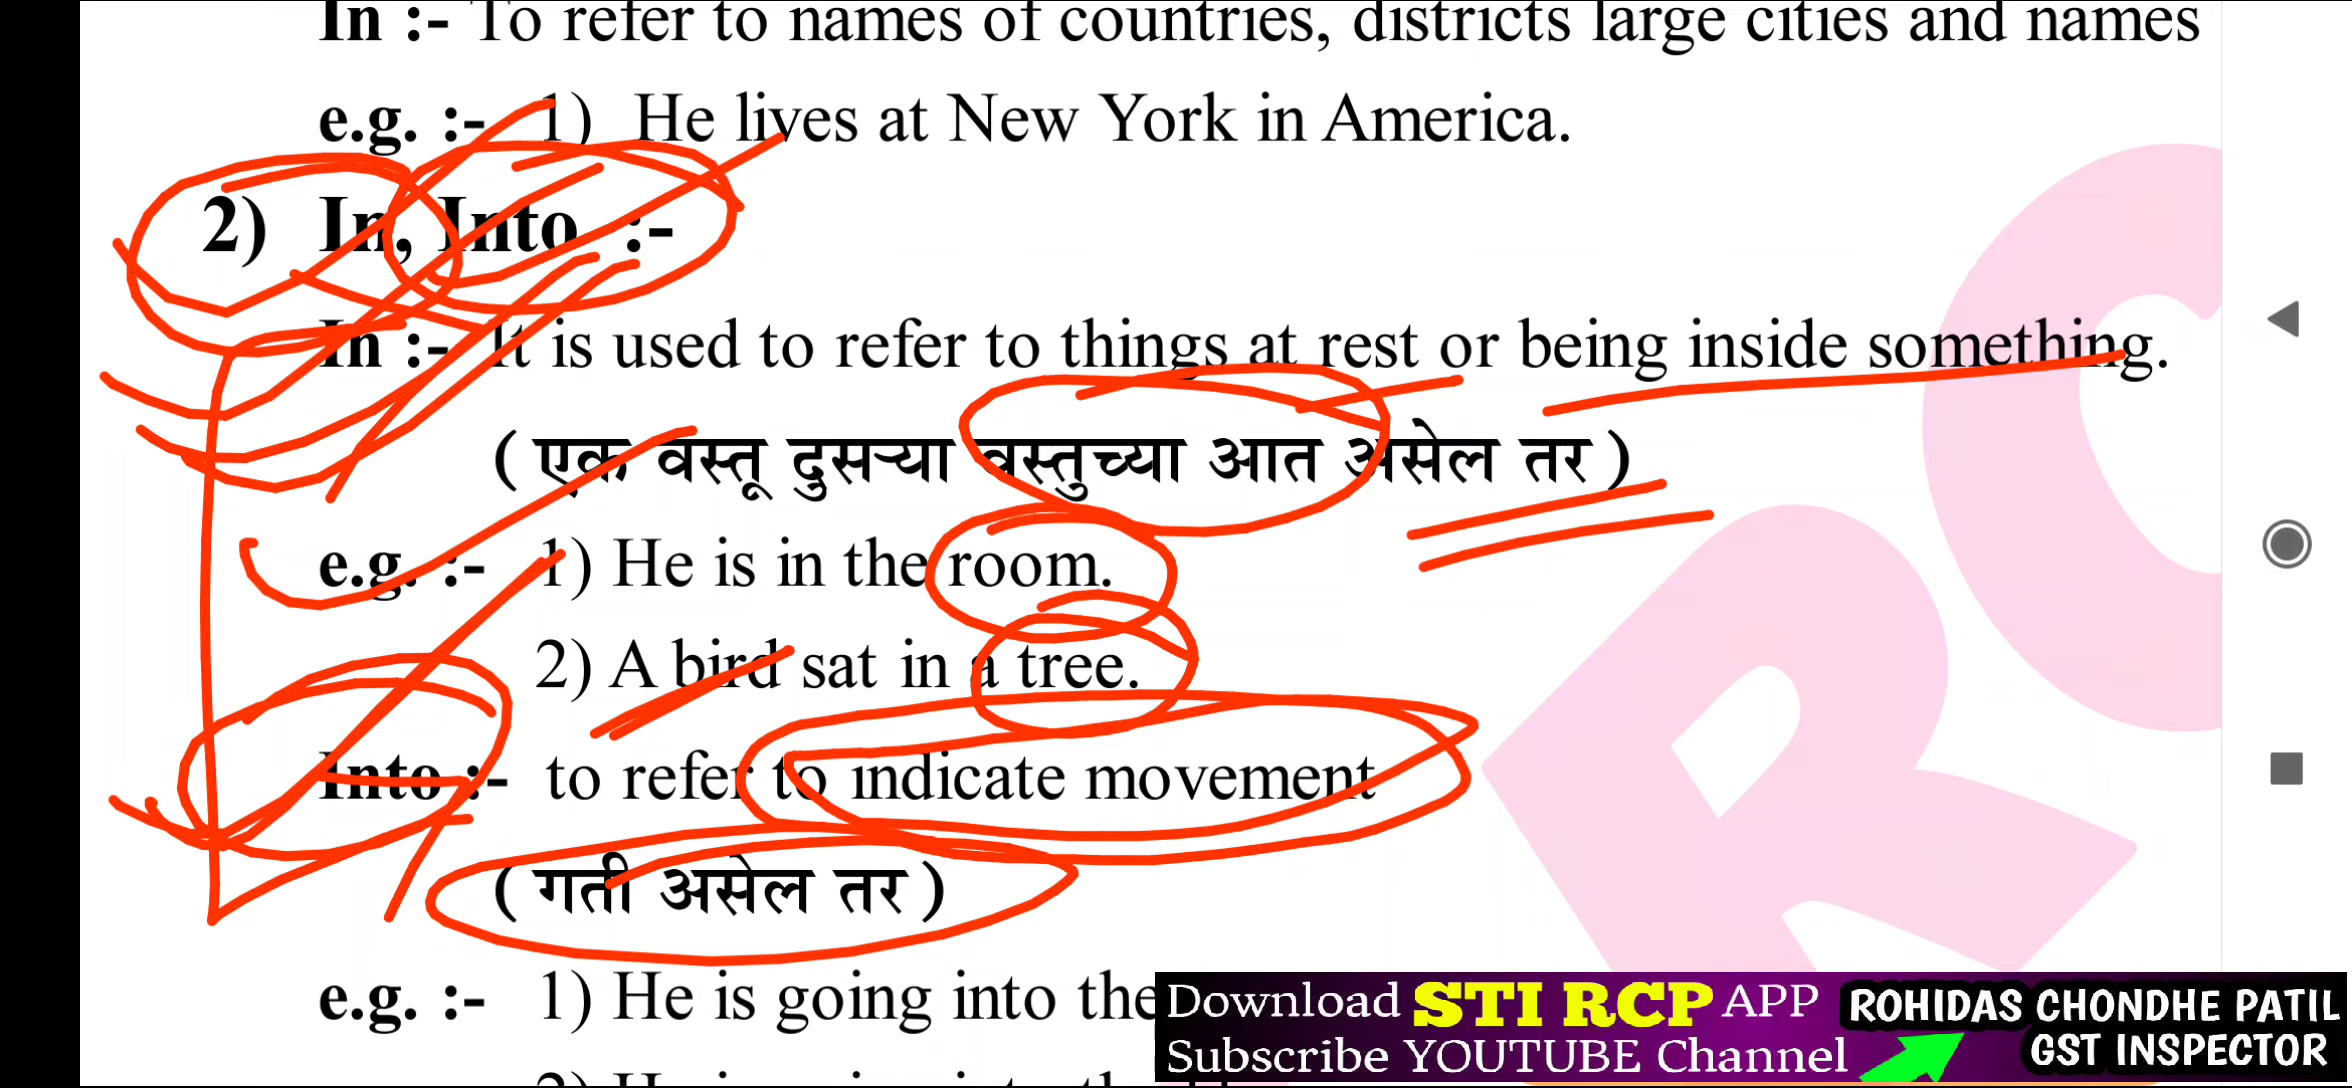 In :- To refer to names of countries, districts large cities and names
e.g. :- 1) He lives at New York in America.
2) In, Into :-
In :- It is used to refer to things at rest or being inside something.
( एक वस्तू दुसऱ्या वस्तुच्या आत असेल तर )
e.g. :- 1) He is in the room.
2) A bird sat in a tree.
Into :- to refer to indicate movement
( गती असेल तर )
e.g. :- 1) He is going into the
Download STI RCP APP
Subscribe YOUTUBE Channel
ROHIDAS CHONDHE PATIL
GST INSPECTOR
RC